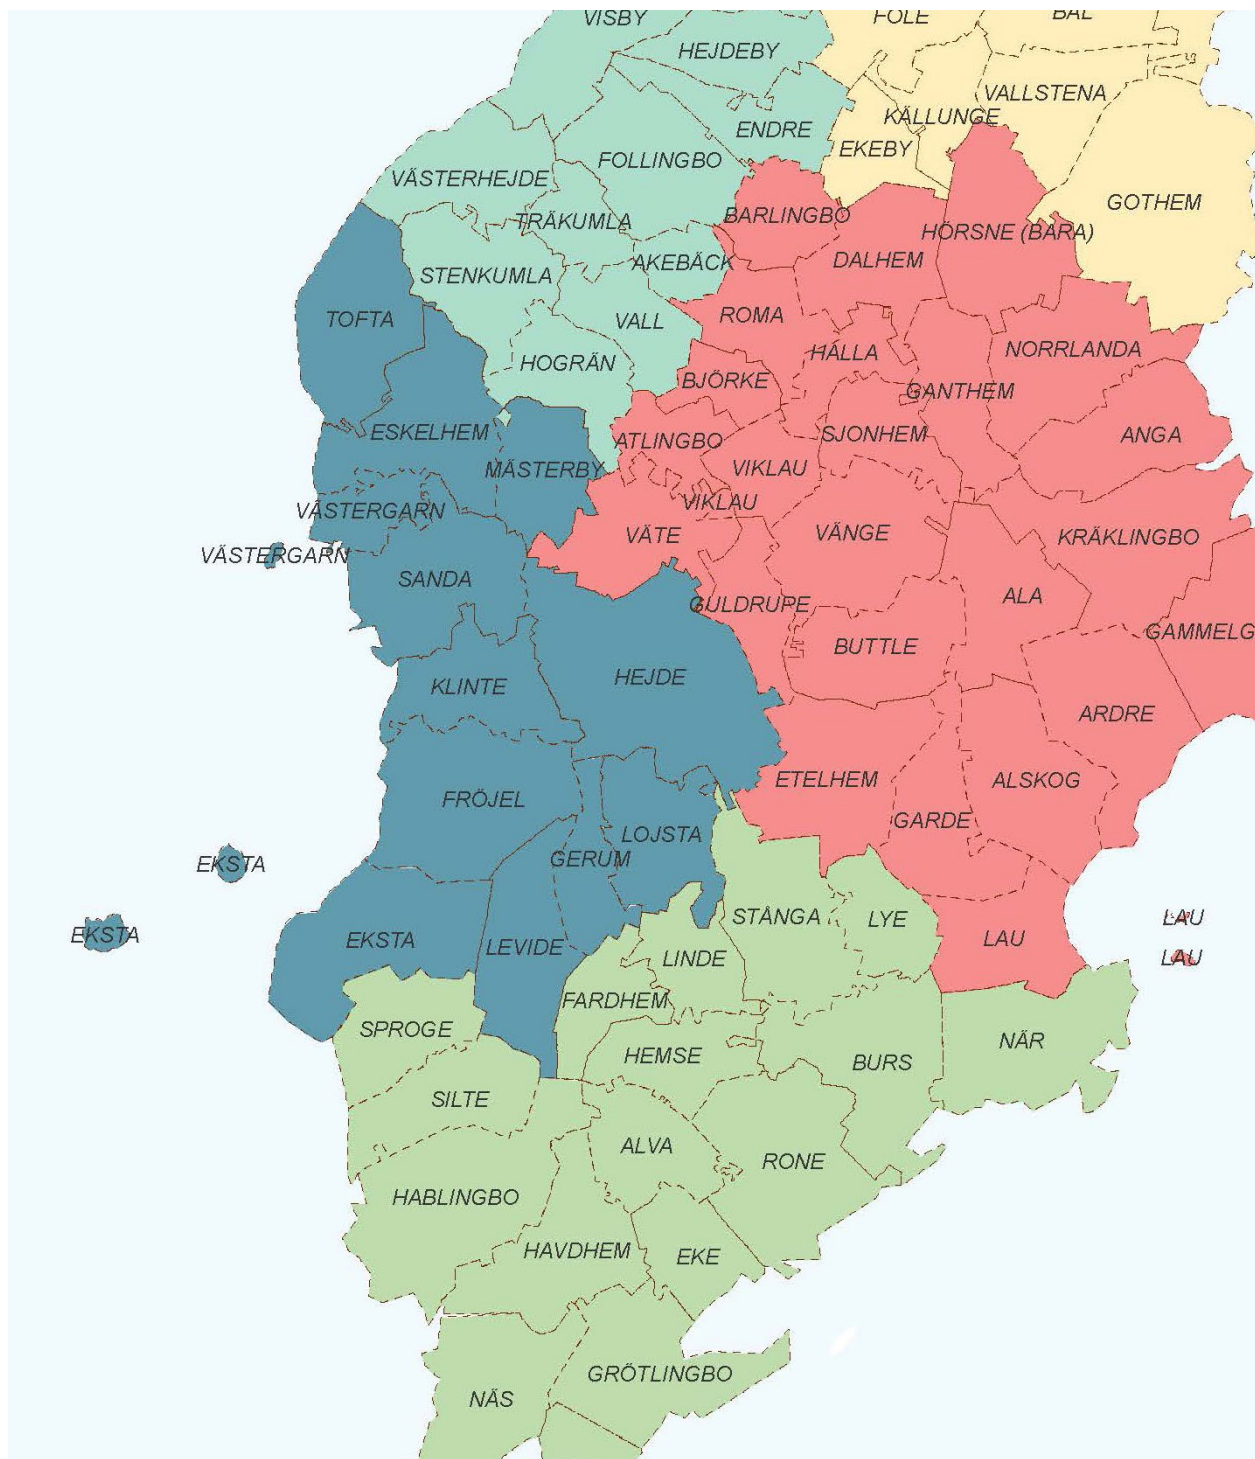 VISBY
FOLE
BÄL
HEJDEBY
VALLSTENA
KÄLLUNGE
ENDRE
EKEBY
FOLLINGBO
VÄSTERHEJDE
GOTHEM
BARLINGBO
TRÄKUMLA
HÖRSNE (BARA)
DALHEM
AKEBÄCK
STENKUMLA
ROMA
TOFTA
VALL
NORRLANDA
HALLA
HOGRÄN
BJÖRKE
GANTHEM
ESKELHEM
SJONHEM
ANGA
ATLINGBO
VIKLAU
MÄSTERBY
VIKLAU
VÄSTERGARN
VÄTE
VÄNGE
KRÄKLINGBO
VÄSTERGARN
SANDA
ALA
GULDRUPE
GAMMELG
BUTTLE
HEJDE
KLINTE
ARDRE
ETELHEM
ALSKOG
FRÖJEL
GARDE
LOJSTA
GERUM
EKSTA
STÅNGA
LYE
LAU
EKSTA
EKSTA
LEVIDE
LAU
LINDE
LAU
FARDHEM
SPROGE
NÄR
HEMSE
BURS
SILTE
ALVA
RONE
HABLINGBO
HAVDHEM
EKE
GRÖTLINGBO
NÄS